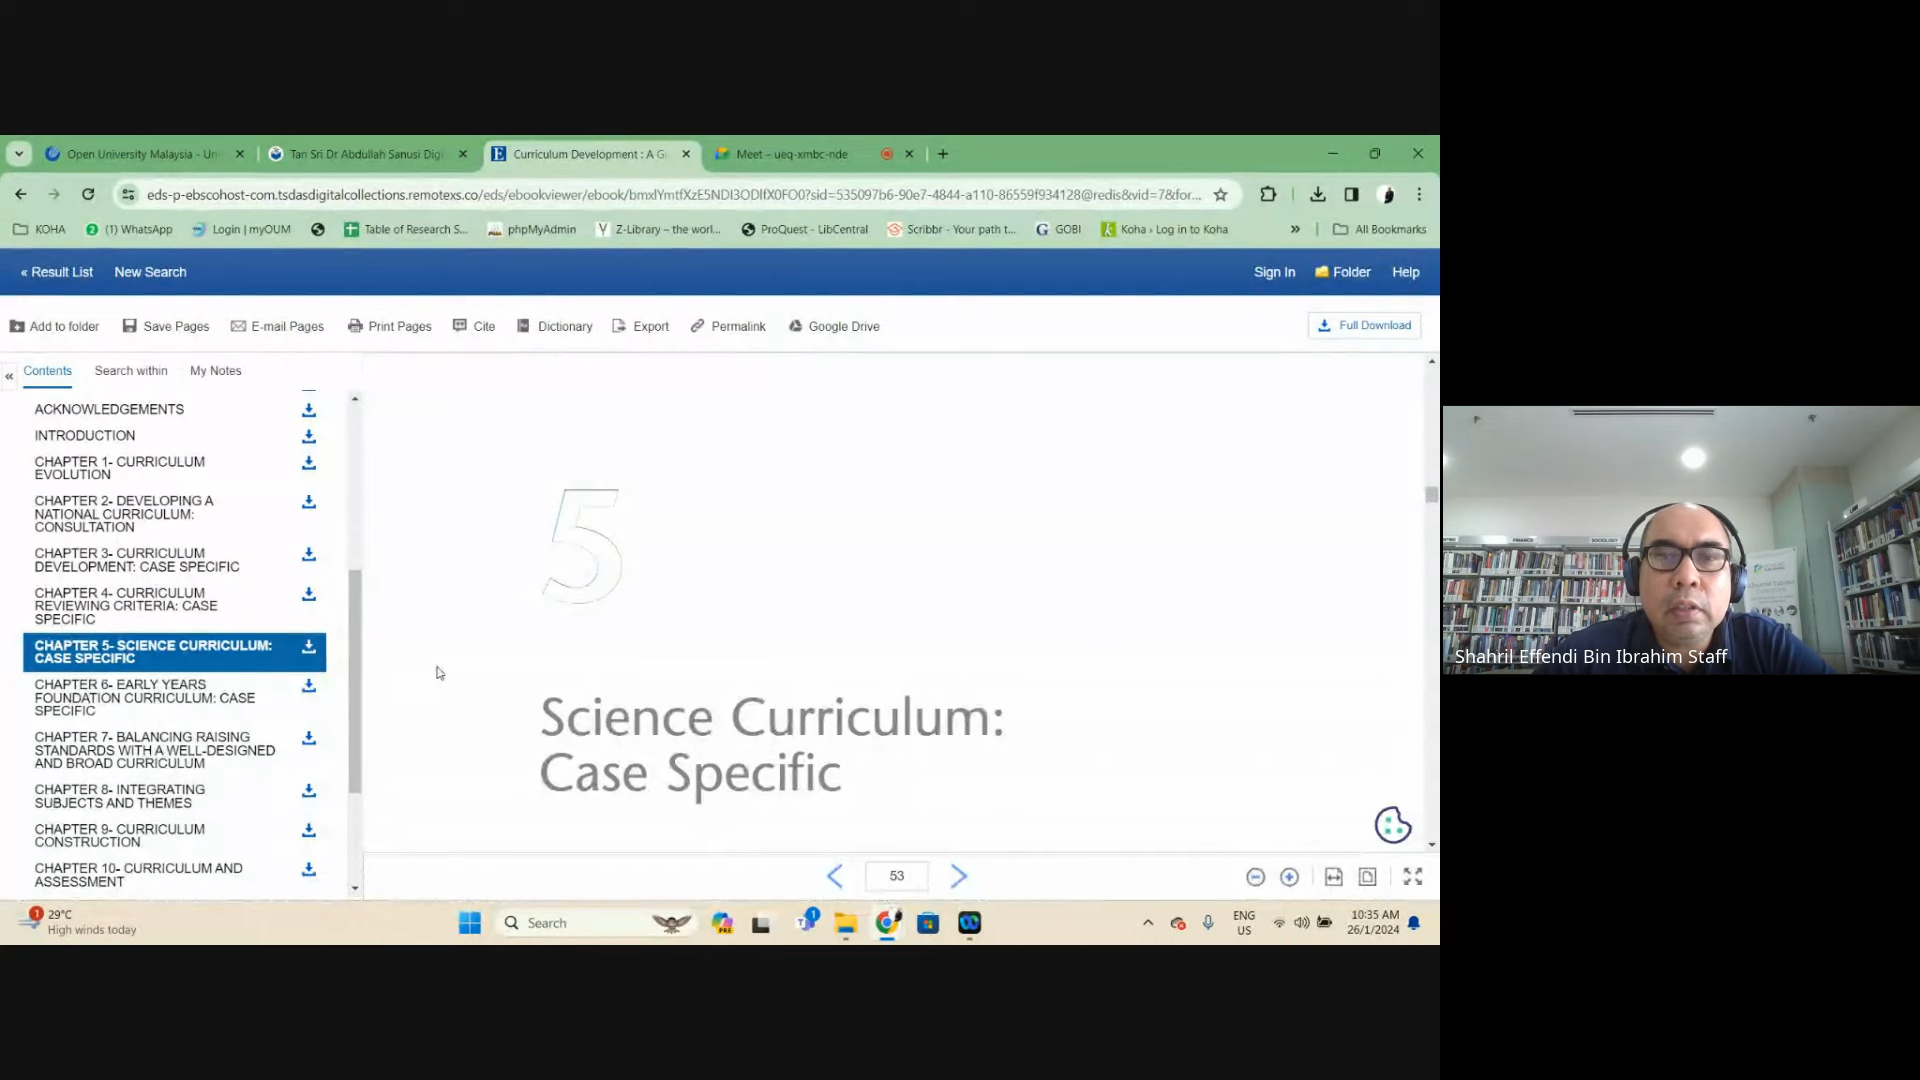 Open University Malaysia - Un
Tan Sri Dr Abdullah Sanusi Digi
Curriculum Development : A G
Meet – ueq-xmbc-nde
eds-p-ebscohost-com.tsdasdigitalcollections.remotexs.co/eds/ebookviewer/ebook/bmxlYmtfXzE5NDI3ODlfX0FO0?sid=535097b6-90e7-4844-a110-86559f934128@redis&vid=7&for...
KOHA
(1) WhatsApp
Login | myOUM
Table of Research S...
phpMyAdmin
Z-Library – the worl...
ProQuest - LibCentral
Scribbr - Your path t...
GOBI
Koha › Log in to Koha
»
All Bookmarks
« Result List
New Search
Sign In
Folder
Help
Add to folder
Save Pages
E-mail Pages
Print Pages
Cite
Dictionary
Export
Permalink
Google Drive
Full Download
«
Contents
Search within
My Notes
ACKNOWLEDGEMENTS
INTRODUCTION
CHAPTER 1- CURRICULUM
EVOLUTION
CHAPTER 2- DEVELOPING A
NATIONAL CURRICULUM:
CONSULTATION
CHAPTER 3- CURRICULUM
DEVELOPMENT: CASE SPECIFIC
CHAPTER 4- CURRICULUM
REVIEWING CRITERIA: CASE
SPECIFIC
CHAPTER 5- SCIENCE CURRICULUM:
CASE SPECIFIC
CHAPTER 6- EARLY YEARS
FOUNDATION CURRICULUM: CASE
SPECIFIC
CHAPTER 7- BALANCING RAISING
STANDARDS WITH A WELL-DESIGNED
AND BROAD CURRICULUM
CHAPTER 8- INTEGRATING
SUBJECTS AND THEMES
CHAPTER 9- CURRICULUM
CONSTRUCTION
CHAPTER 10- CURRICULUM AND
ASSESSMENT
5
Science Curriculum:
Case Specific
53
1
29°C
High winds today
Search
PRE
1
ENG
US
10:35 AM
26/1/2024
FINANCE
SOCIOLOGY
LAW
Shahril Effendi Bin Ibrahim Staff